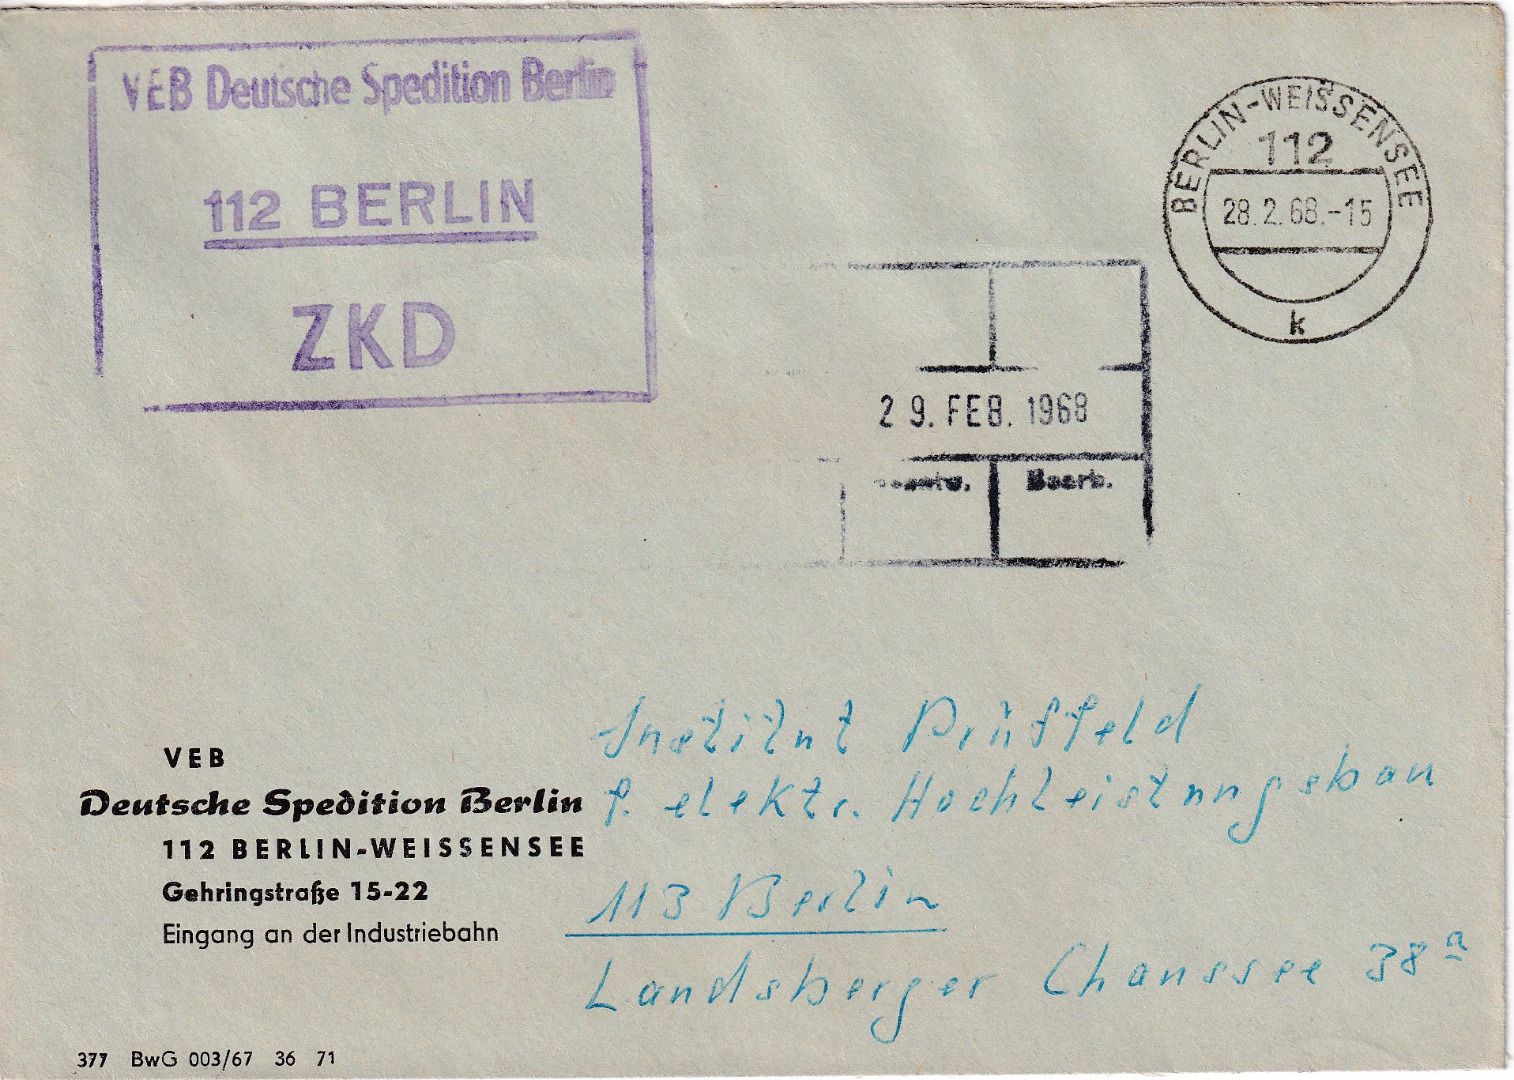 VEB Deutsche Spedition Berlin
112 BERLIN
ZKD
BERLIN-WEISSENSEE
112
28.2.68.-15
k
29. FEB. 1968
Bearb.
Institut Prüffeld
f. elektr. Hochleistungsbau
113 Berlin
Landsberger Chaussee 38a
VEB
Deutsche Spedition Berlin
112 BERLIN-WEISSENSEE
Gehringstraße 15-22
Eingang an der Industriebahn
377 BwG 003/67 36 71